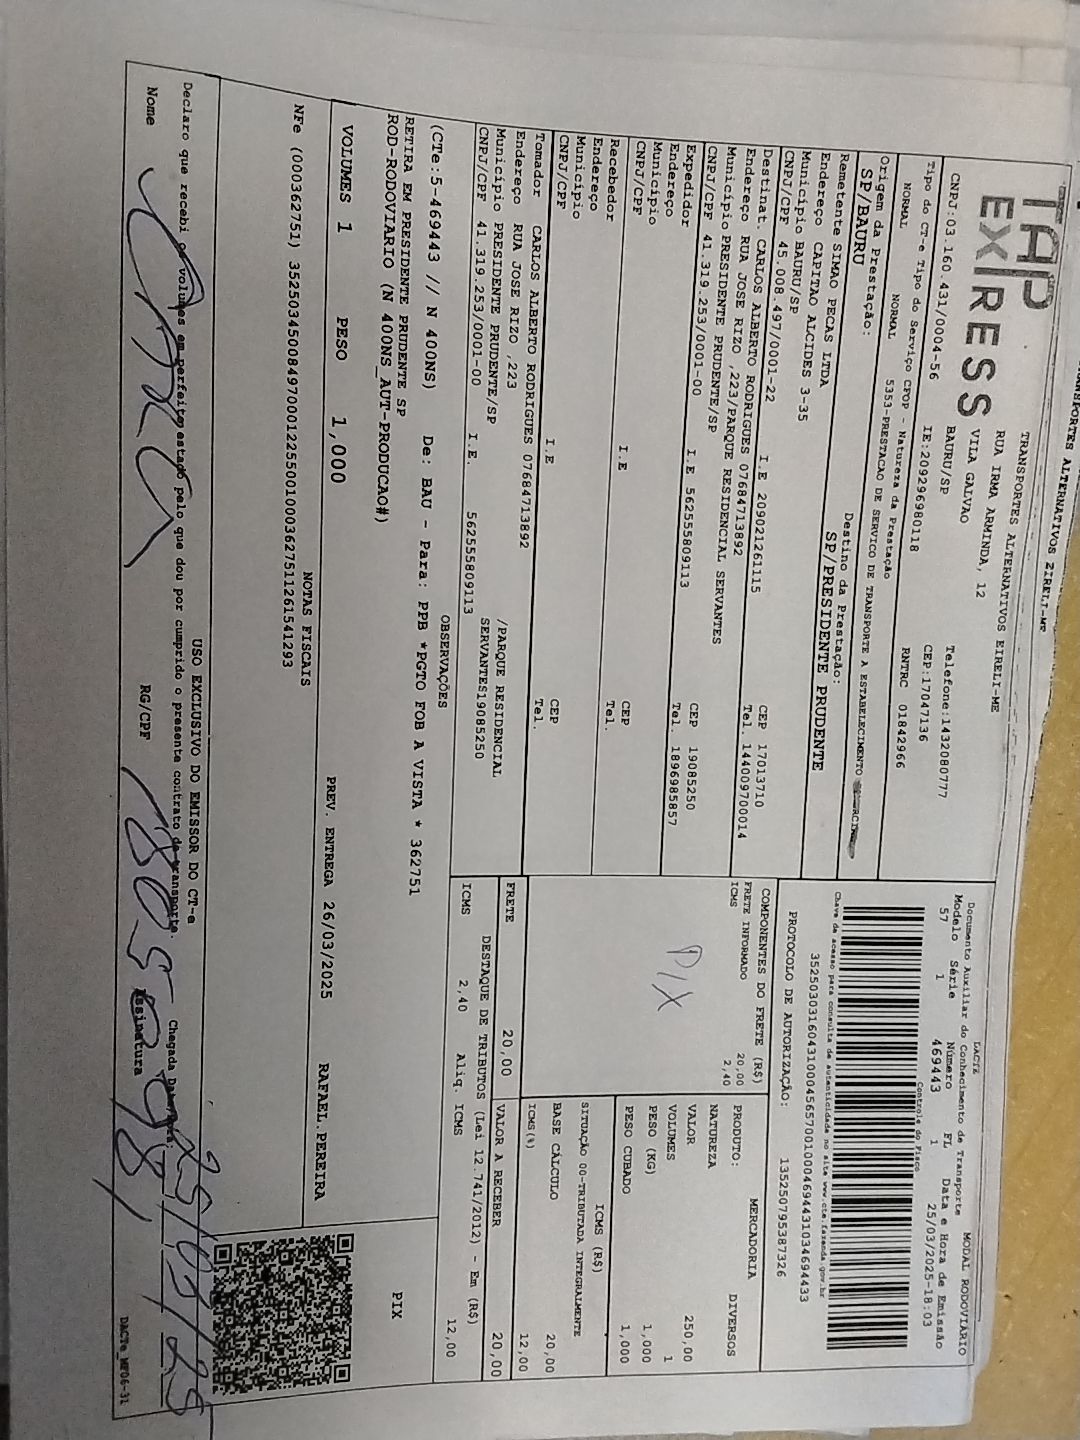 TRANSPORTES ALTERNATIVOS EIRELI-ME
TAP
EX|RESS
TRANSPORTES ALTERNATIVOS EIRELI-ME
RUA IRMA ARMINDA, 12
VILA GALVAO
BAURU/SP
Telefone:1432080777
CNPJ:03.160.431/0004-56
IE:209296980118
CEP:17047136
Tipo do CT-e Tipo do Serviço CFOP - Natureza da Prestação
RNTRC 01842966
NORMAL NORMAL 5353-PRESTACAO DE SERVICO DE TRANSPORTE A ESTABELECIMENTO
Origem da Prestação:
SP/BAURU
Destino da Prestação:
SP/PRESIDENTE PRUDENTE
DACTE
MODAL RODOVIARIO
Documento Auxiliar do Conhecimento de Transporte
Modelo Série Número FL Data e Hora de Emissão
57 1 469443 1 25/03/2025-18:03
Controle do Fisco
Chave de acesso para consulta de autenticidade no site www.cte.fazenda.gov.br
35250303160431000456570010004694431034694433
PROTOCOLO DE AUTORIZAÇÃO: 135250795387326
Remetente SIMAO PECAS LTDA
Endereço CAPITAO ALCIDES 3-35
Município BAURU/SP
CEP 17013710
CNPJ/CPF 45.008.497/0001-22 I.E 209021261115 Tel. 1440097000​14
Destinat. CARLOS ALBERTO RODRIGUES 07684713892
Endereço RUA JOSE RIZO ,223/PARQUE RESIDENCIAL SERVANTES
Município PRESIDENTE PRUDENTE/SP CEP 19085250
CNPJ/CPF 41.319.253/0001-00 I.E 562555809113 Tel. 1896985857
Expedidor
Endereço
Município CEP
CNPJ/CPF I.E Tel.
Recebedor
Endereço
Município CEP
CNPJ/CPF I.E Tel.
Tomador CARLOS ALBERTO RODRIGUES 07684713892
Endereço RUA JOSE RIZO ,223 /PARQUE RESIDENCIAL
Município PRESIDENTE PRUDENTE/SP SERVANTES19085250
CNPJ/CPF 41.319.253/0001-00 I.E. 562555809113
COMPONENTES DO FRETE (R$)
FRETE INFORMADO 20,00
ICMS 2,40
PIX
PRODUTO: MERCADORIA DIVERSOS
NATUREZA
VALOR 250,00
VOLUMES 1
PESO (KG) 1,000
PESO CUBADO 1,000
ICMS (R$)
SITUAÇÃO 00-TRIBUTADA INTEGRALMENTE
BASE CÁLCULO 20,00
ICMS(%) 12,00
FRETE 20,00 VALOR A RECEBER 20,00
DESTAQUE DE TRIBUTOS (Lei 12.741/2012) - Em (R$)
ICMS 2,40 Aliq. ICMS 12,00
OBSERVAÇÕES
(CTe:5-469443 // N 400NS) De: BAU - Para: PPB *PGTO FOB A VISTA * 362751
RETIRA EM PRESIDENTE PRUDENTE SP
ROD-RODOVIARIO (N 400NS_AUT-PRODUCAO#)
PIX
VOLUMES 1 PESO 1,000 PREV. ENTREGA 26/03/2025 RAFAEL.PEREIRA
NOTAS FISCAIS
NFe (000362751) 35250345008497000122550010003627511261541293
USO EXCLUSIVO DO EMISSOR DO CT-e
Declaro que recebi os volumes em perfeito estado pelo que dou por cumprido o presente contrato de transporte. Chegada Data/Hora: 25/03/25
Nome RG/CPF Assinatura
DACTe_MF06-31